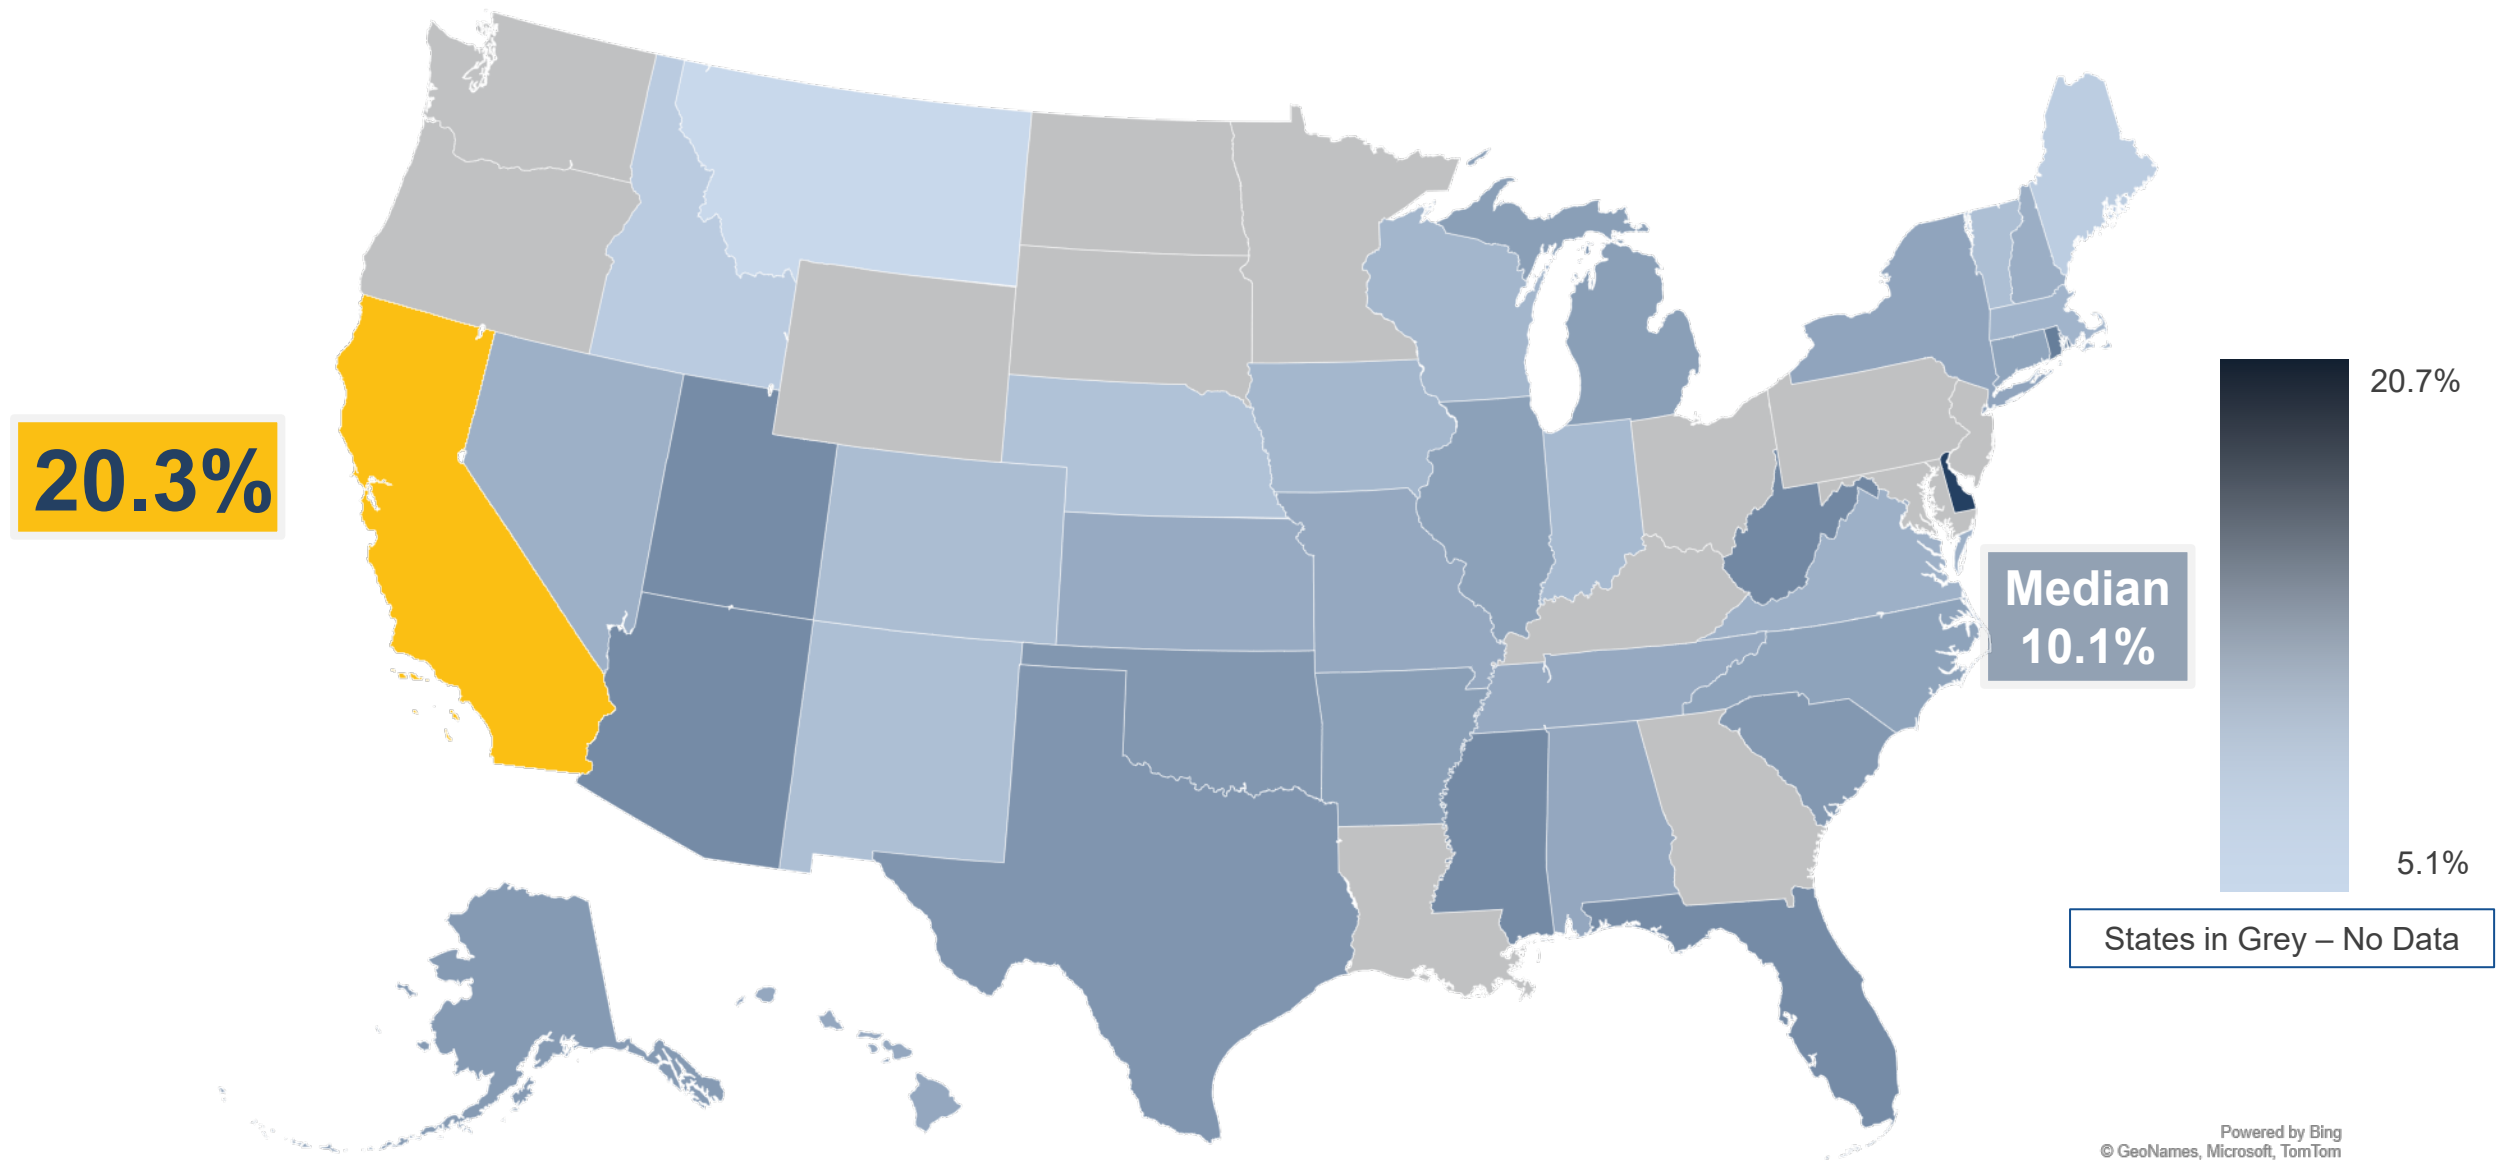 20.3%
Median
10.1%
20.7%
5.1%
States in Grey – No Data
Powered by Bing
© GeoNames, Microsoft, TomTom